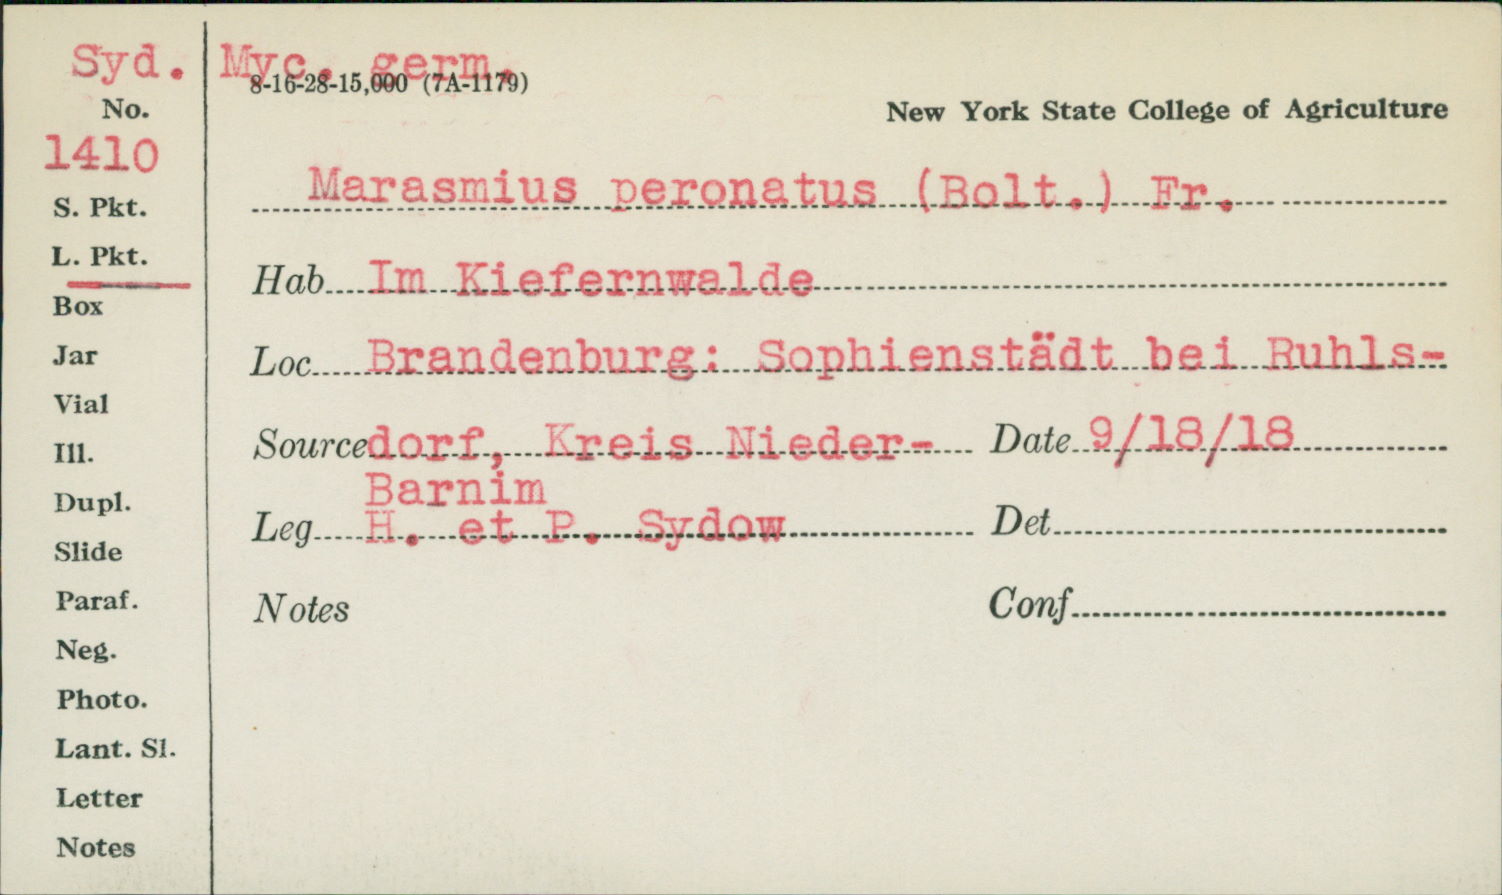 Syd. Myc. germ.
8-16-28-15,000 (7A-1179)
No.
New York State College of Agriculture
1410
Marasmius peronatus (Bolt.) Fr.
S. Pkt.
L. Pkt.
Hab Im Kiefernwalde
Box
Jar
Loc Brandenburg: Sophienstädt bei Ruhls-
Vial
Ill.
Source dorf, Kreis Nieder- Date 9/18/18
Barnim
Dupl.
Leg H. et P. Sydow Det
Slide
Paraf.
Notes Conf
Neg.
Photo.
Lant. Sl.
Letter
Notes